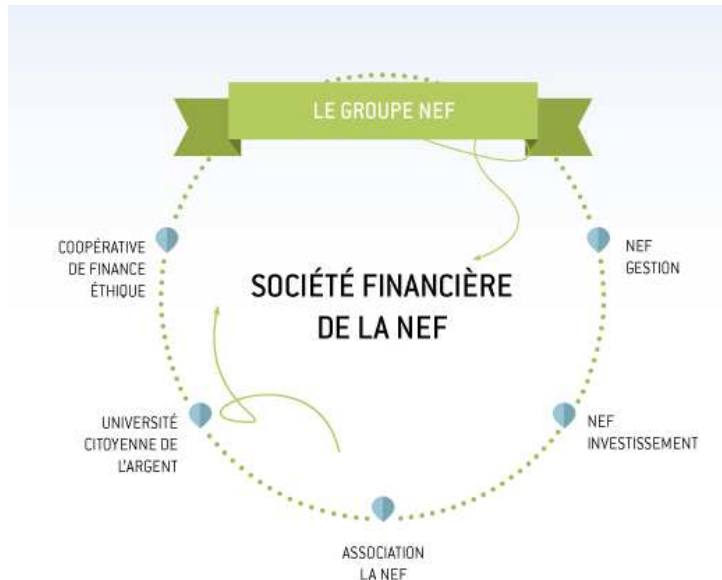 LE GROUPE NEF
COOPÉRATIVE
DE FINANCE
ÉTHIQUE
NEF
GESTION
SOCIÉTÉ FINANCIÈRE
DE LA NEF
UNIVERSITÉ
CITOYENNE DE
L'ARGENT
NEF
INVESTISSEMENT
ASSOCIATION
LA NEF